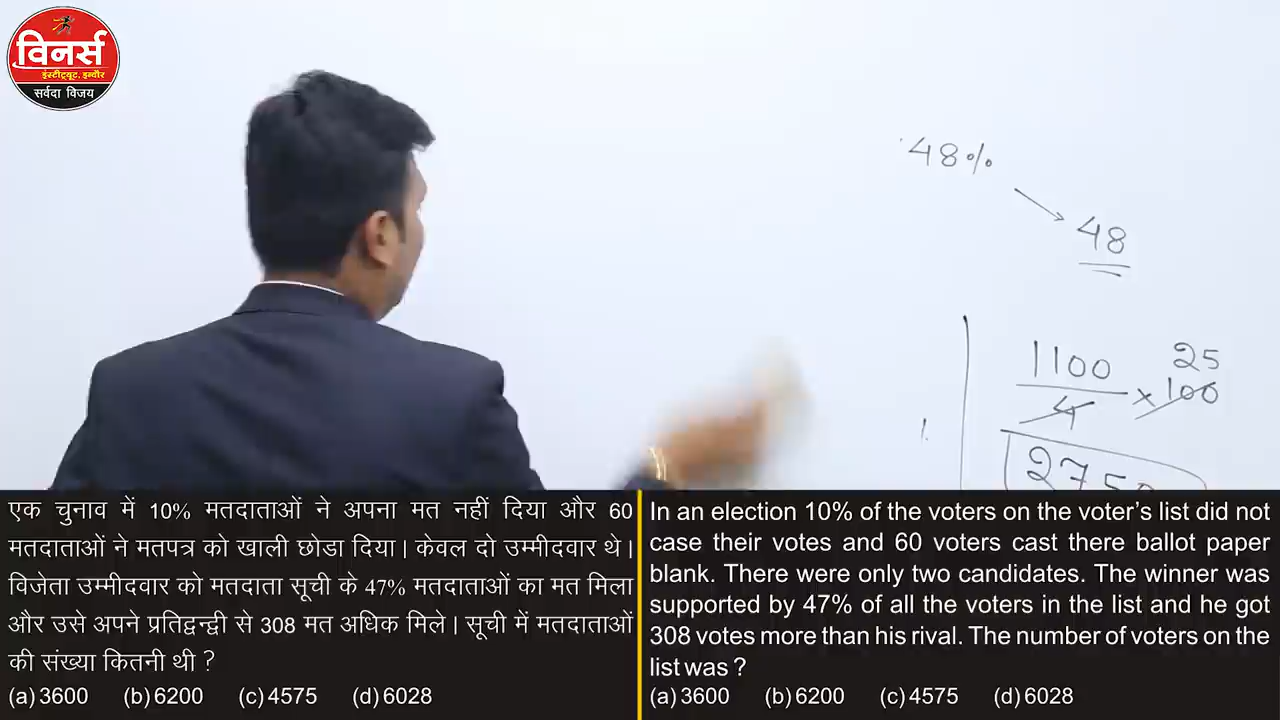 विनर्स
इंस्टीट्यूट, इन्दौर
सर्वदा विजय
48%
48
1100
25
4
× 100
275
एक चुनाव में 10% मतदाताओं ने अपना मत नहीं दिया और 60
मतदाताओं ने मतपत्र को खाली छोडा दिया। केवल दो उम्मीदवार थे।
विजेता उम्मीदवार को मतदाता सूची के 47% मतदाताओं का मत मिला
और उसे अपने प्रतिद्वन्द्वी से 308 मत अधिक मिले। सूची में मतदाताओं
की संख्या कितनी थी ?
(a) 3600 (b) 6200 (c) 4575 (d) 6028
In an election 10% of the voters on the voter's list did not
case their votes and 60 voters cast there ballot paper
blank. There were only two candidates. The winner was
supported by 47% of all the voters in the list and he got
308 votes more than his rival. The number of voters on the
list was ?
(a) 3600 (b) 6200 (c) 4575 (d) 6028